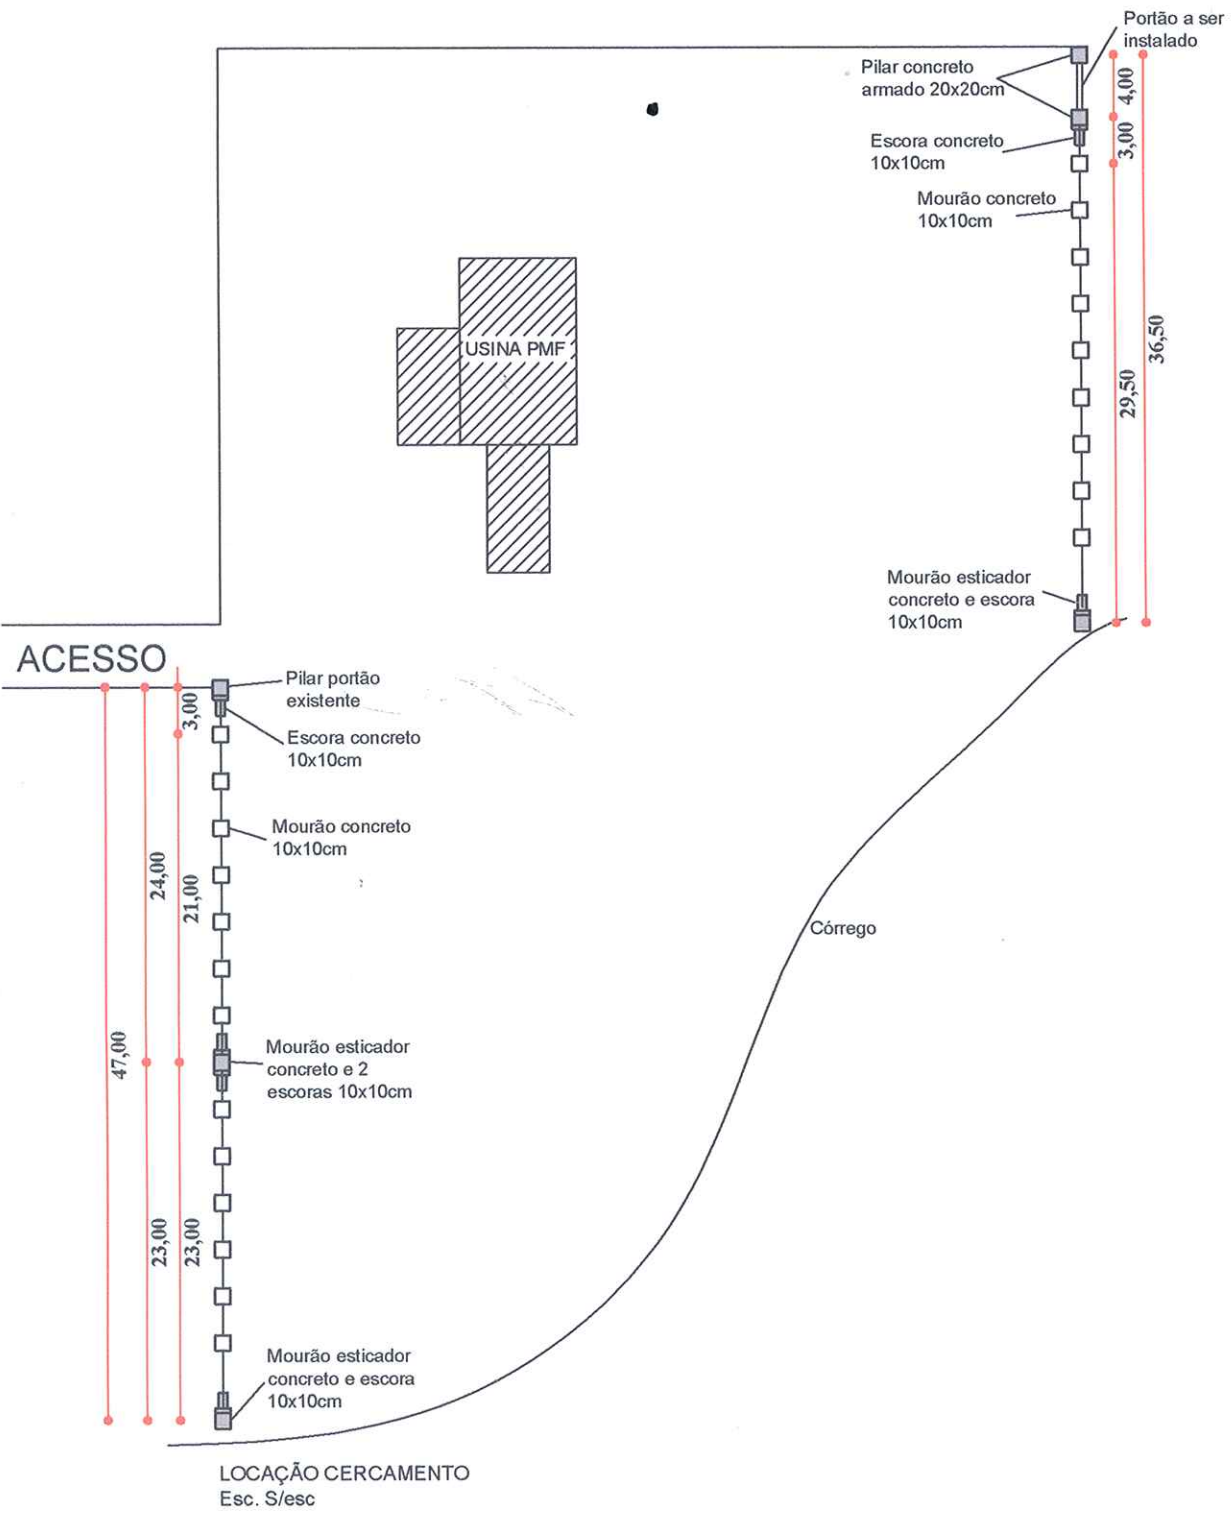 Portão a ser
instalado
Pilar concreto
armado 20x20cm
4,00
Escora concreto
10x10cm
3,00
Mourão concreto
10x10cm
36,50
USINA PMF
29,50
Mourão esticador
concreto e escora
10x10cm
ACESSO
Pilar portão
existente
3,00
Escora concreto
10x10cm
Mourão concreto
10x10cm
24,00
21,00
Córrego
47,00
Mourão esticador
concreto e 2
escoras 10x10cm
23,00
23,00
Mourão esticador
concreto e escora
10x10cm
LOCAÇÃO CERCAMENTO
Esc. S/esc